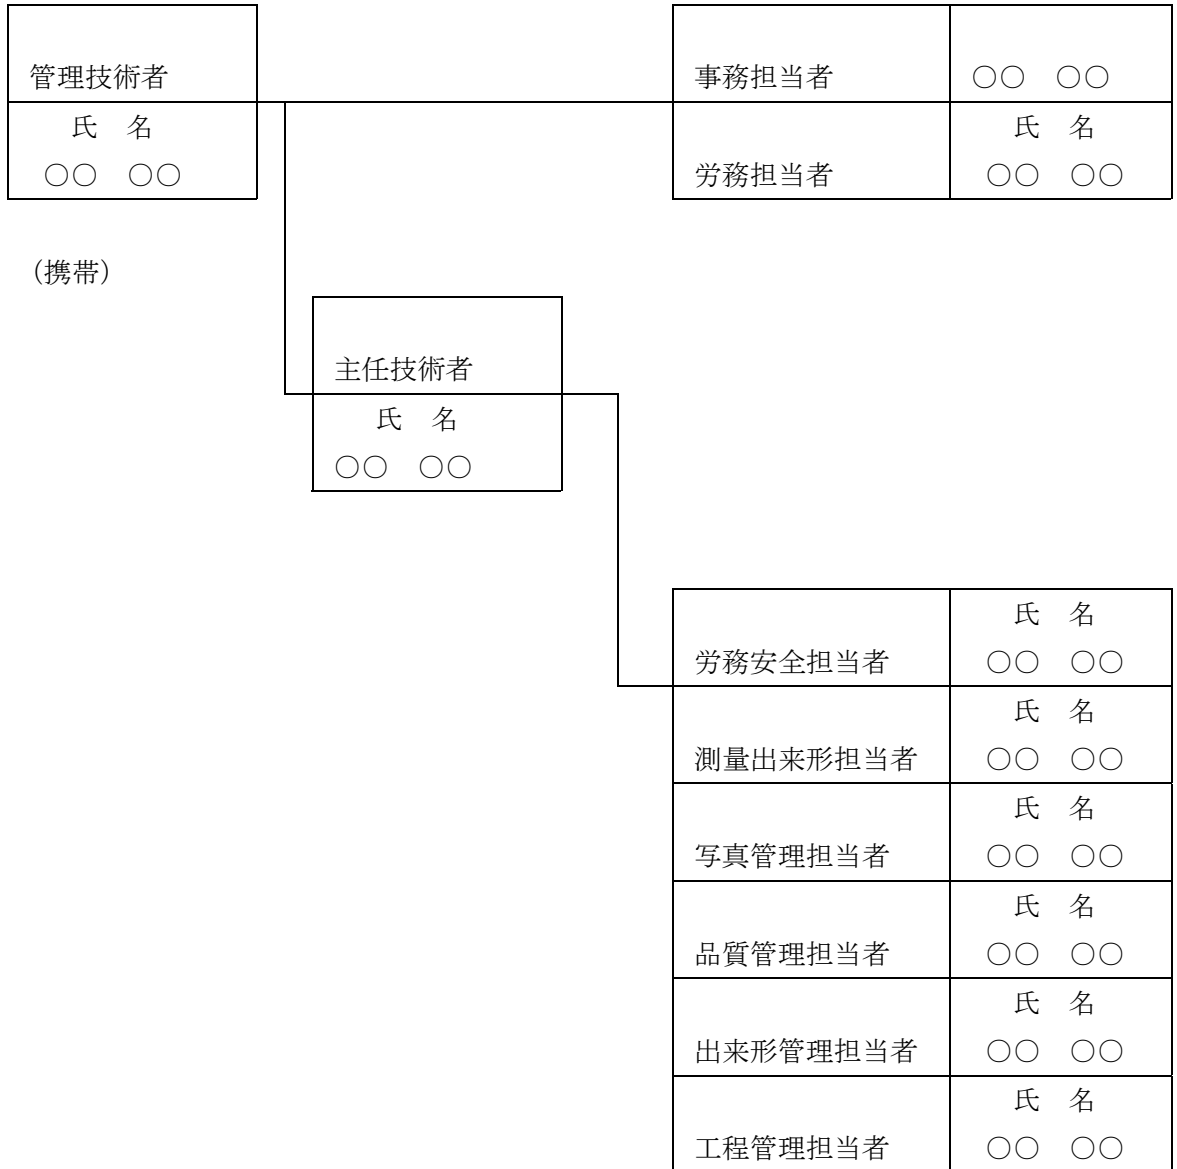 管理技術者
氏　名
○○　○○
(携帯)
事務担当者　○○　○○
氏　名
労務担当者　○○　○○
主任技術者
氏　名
○○　○○
氏　名
労務安全担当者　○○　○○
氏　名
測量出来形担当者　○○　○○
氏　名
写真管理担当者　○○　○○
氏　名
品質管理担当者　○○　○○
氏　名
出来形管理担当者　○○　○○
氏　名
工程管理担当者　○○　○○